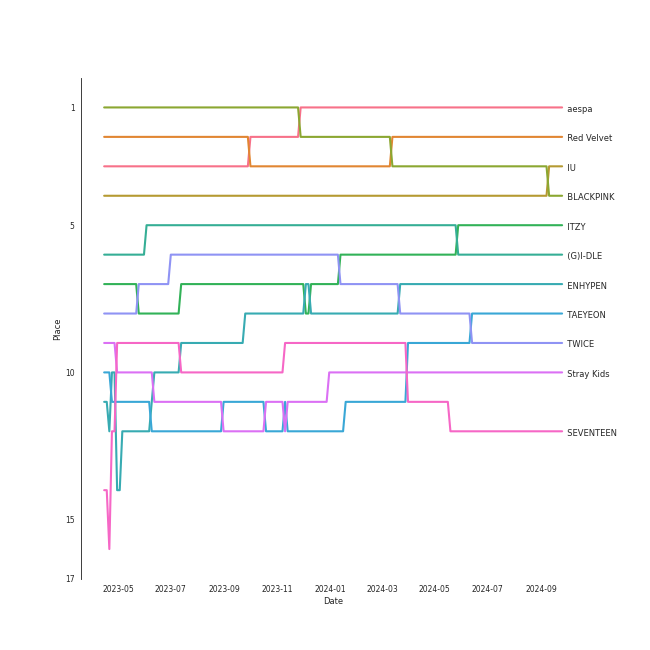 1
5
10
15
17
Place
2023-05
2023-07
2023-09
2023-11
2024-01
2024-03
2024-05
2024-07
2024-09
Date
aespa
Red Velvet
IU
BLACKPINK
ITZY
(G)I-DLE
ENHYPEN
TAEYEON
TWICE
Stray Kids
SEVENTEEN